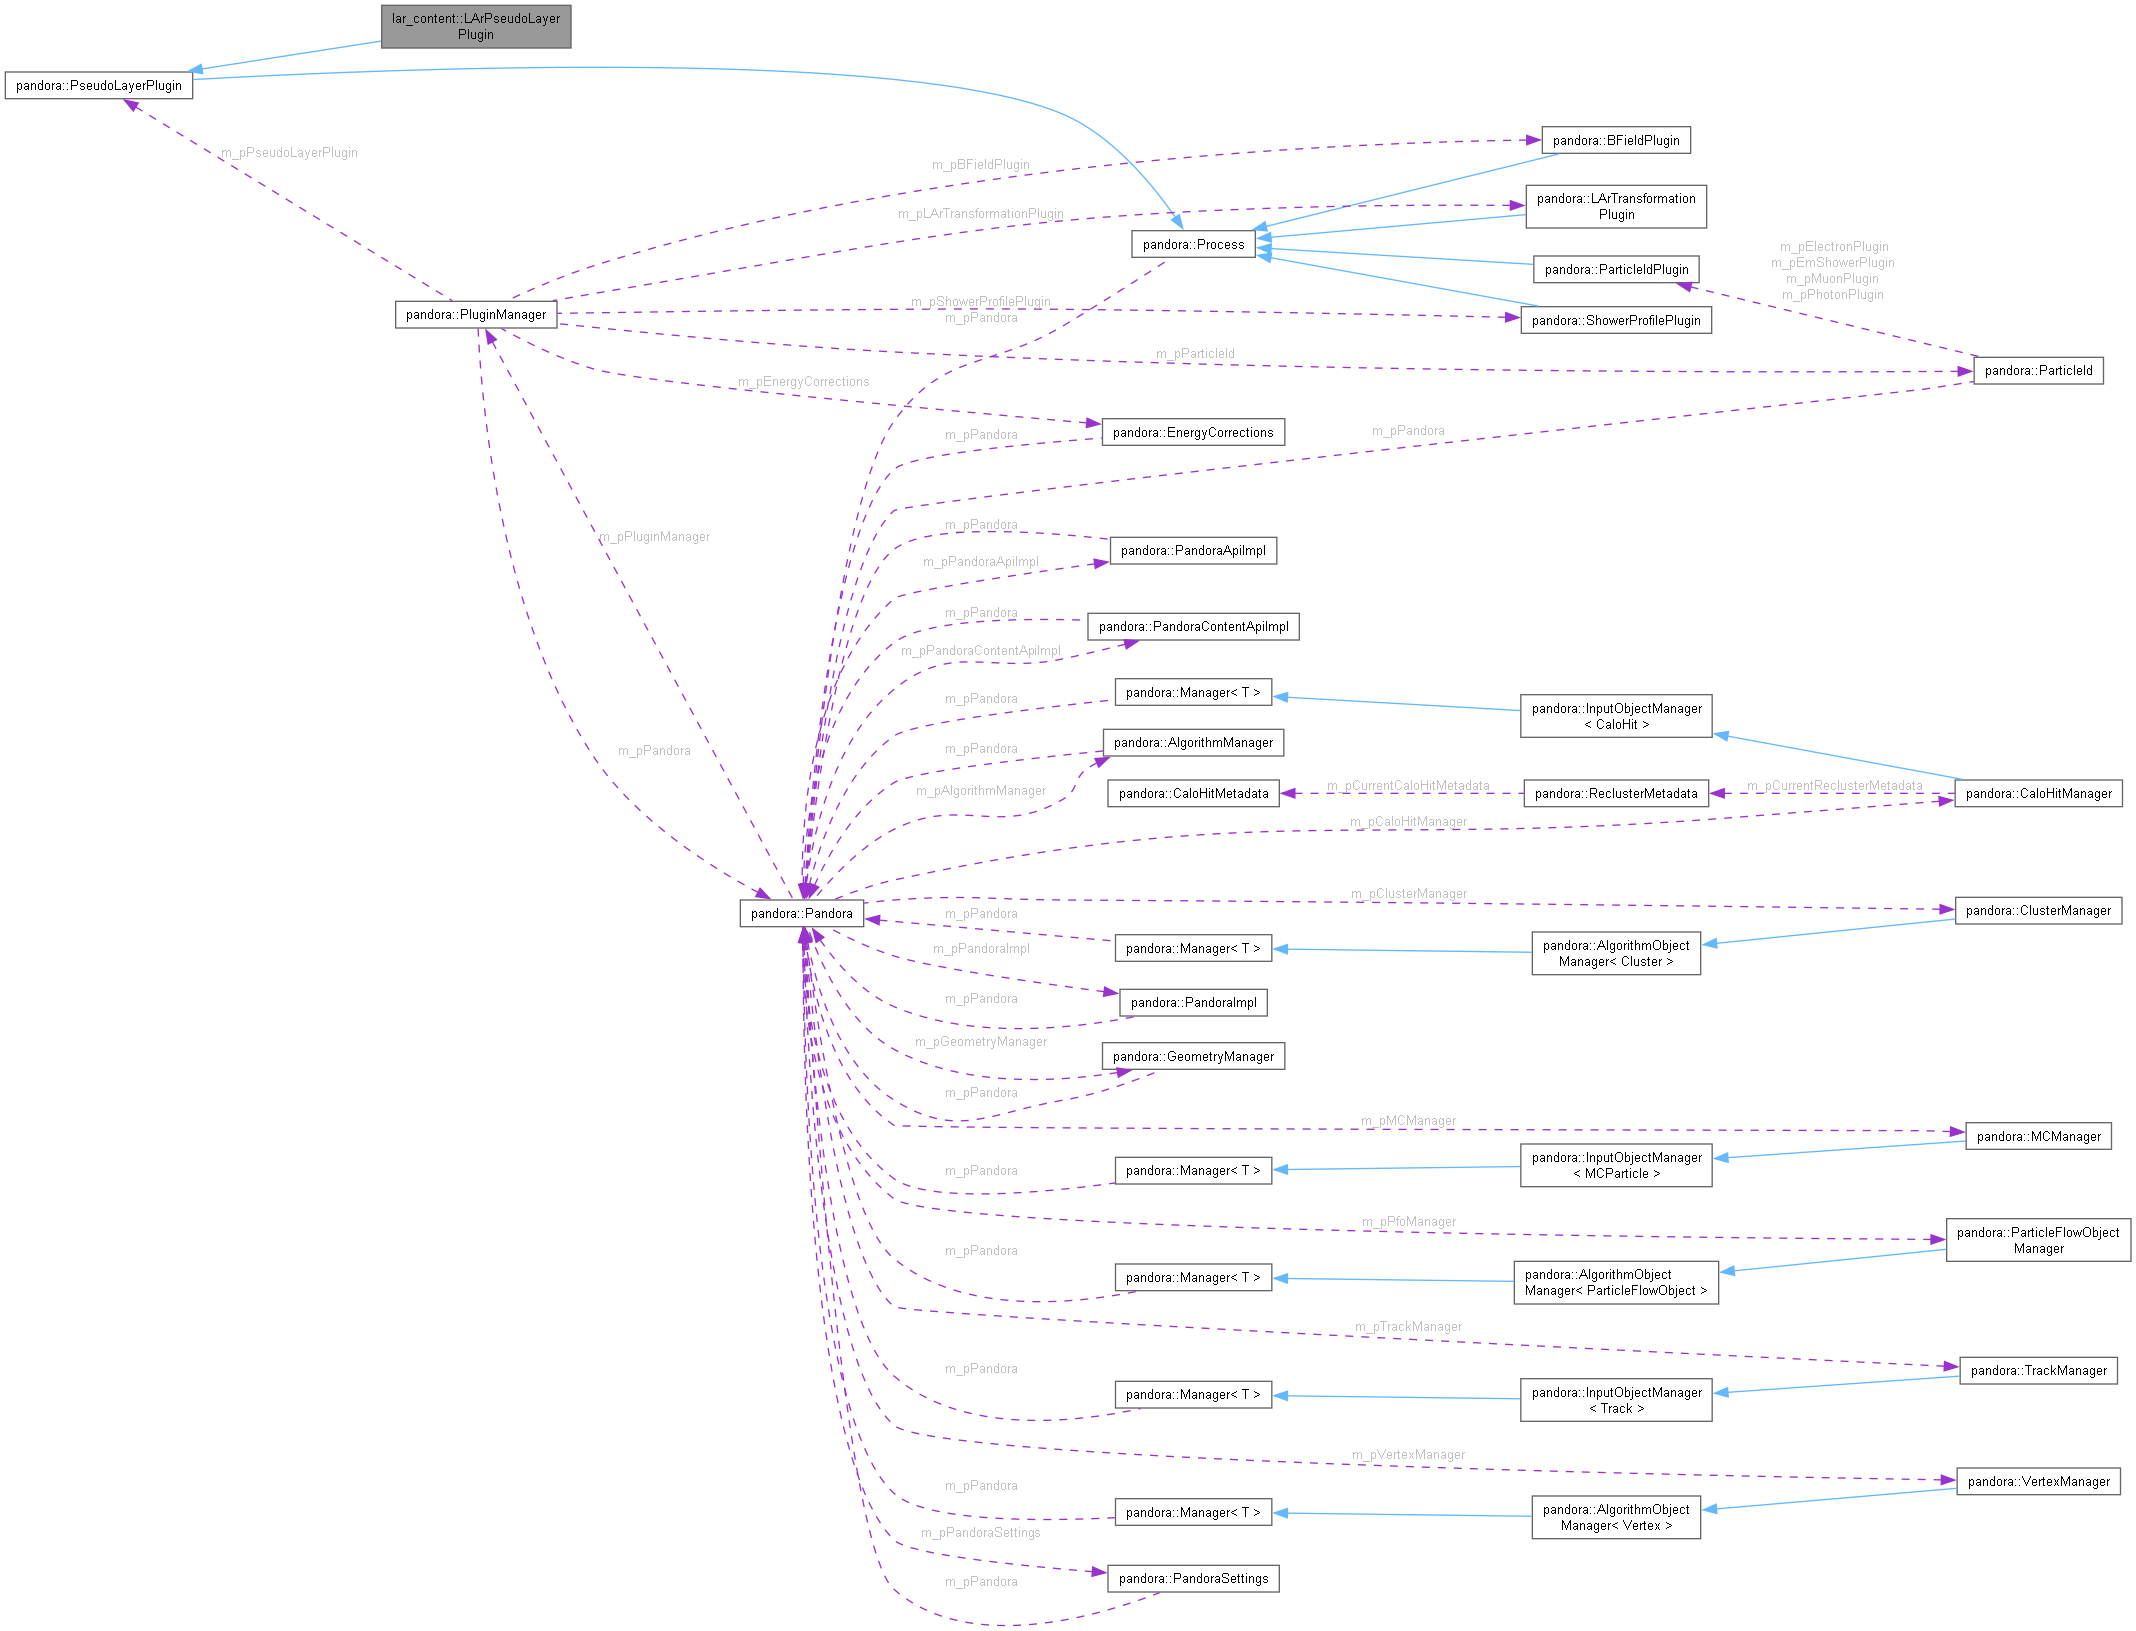 lar_content::LArPseudoLayer
Plugin
pandora::PseudoLayerPlugin
m_pPseudoLayerPlugin
pandora::BFieldPlugin
m_pBFieldPlugin
pandora::LArTransformation
Plugin
m_pLArTransformationPlugin
pandora::Process
m_pElectronPlugin
m_pEmShowerPlugin
m_pMuonPlugin
m_pPhotonPlugin
pandora::ParticleIdPlugin
m_pShowerProfilePlugin
pandora::PluginManager
m_pPandora
pandora::ShowerProfilePlugin
m_pParticleId
pandora::ParticleId
m_pEnergyCorrections
m_pPandora
pandora::EnergyCorrections
m_pPandora
m_pPandora
m_pPluginManager
pandora::PandoraApiImpl
m_pPandoraApiImpl
m_pPandora
pandora::PandoraContentApiImpl
m_pPandoraContentApiImpl
m_pPandora
pandora::Manager< T >
pandora::InputObjectManager
< CaloHit >
m_pPandora
m_pPandora
pandora::AlgorithmManager
m_pAlgorithmManager
pandora::CaloHitMetadata
m_pCurrentCaloHitMetadata
pandora::ReclusterMetadata
m_pCurrentReclusterMetadata
pandora::CaloHitManager
m_pCaloHitManager
m_pClusterManager
pandora::Pandora
m_pPandora
pandora::ClusterManager
m_pPandoraImpl
pandora::Manager< T >
pandora::AlgorithmObject
Manager< Cluster >
m_pPandora
pandora::PandoraImpl
m_pGeometryManager
pandora::GeometryManager
m_pPandora
m_pMCManager
pandora::MCManager
m_pPandora
pandora::Manager< T >
pandora::InputObjectManager
< MCParticle >
m_pPfoManager
pandora::ParticleFlowObject
Manager
m_pPandora
pandora::Manager< T >
pandora::AlgorithmObject
Manager< ParticleFlowObject >
m_pTrackManager
pandora::TrackManager
m_pPandora
pandora::Manager< T >
pandora::InputObjectManager
< Track >
m_pVertexManager
pandora::VertexManager
m_pPandora
pandora::Manager< T >
pandora::AlgorithmObject
Manager< Vertex >
m_pPandoraSettings
m_pPandora
pandora::PandoraSettings